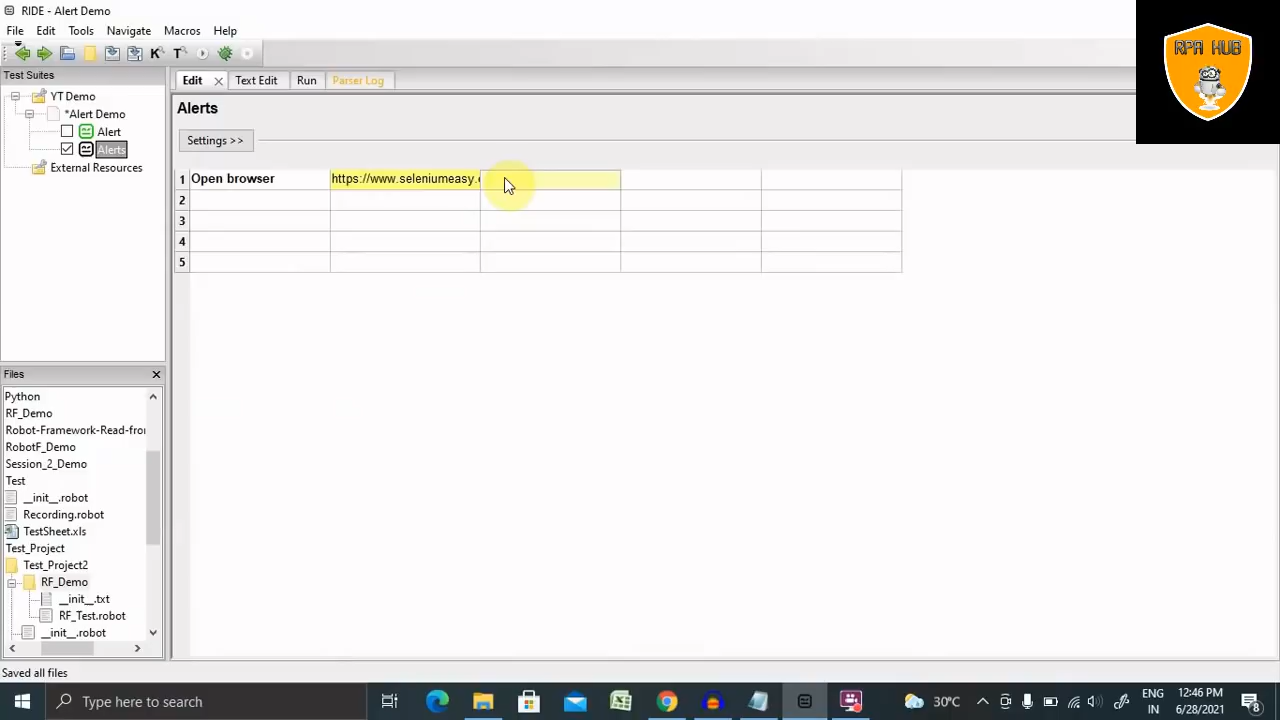 RIDE - Alert Demo
File Edit Tools Navigate Macros Help
K T
Test Suites
YT Demo
*Alert Demo
Alert
Alerts
External Resources
Edit Text Edit Run Parser Log
Alerts
Settings >>
1 Open browser https://www.seleniumeasy.
2
3
4
5
RPA HUB
Files
Python
RF_Demo
Robot-Framework-Read-fror
RobotF_Demo
Session_2_Demo
Test
__init__.robot
Recording.robot
TestSheet.xls
Test_Project
Test_Project2
RF_Demo
__init__.txt
RF_Test.robot
__init__.robot
Saved all files
Type here to search
30°C
ENG
IN
12:46 PM
6/28/2021
8